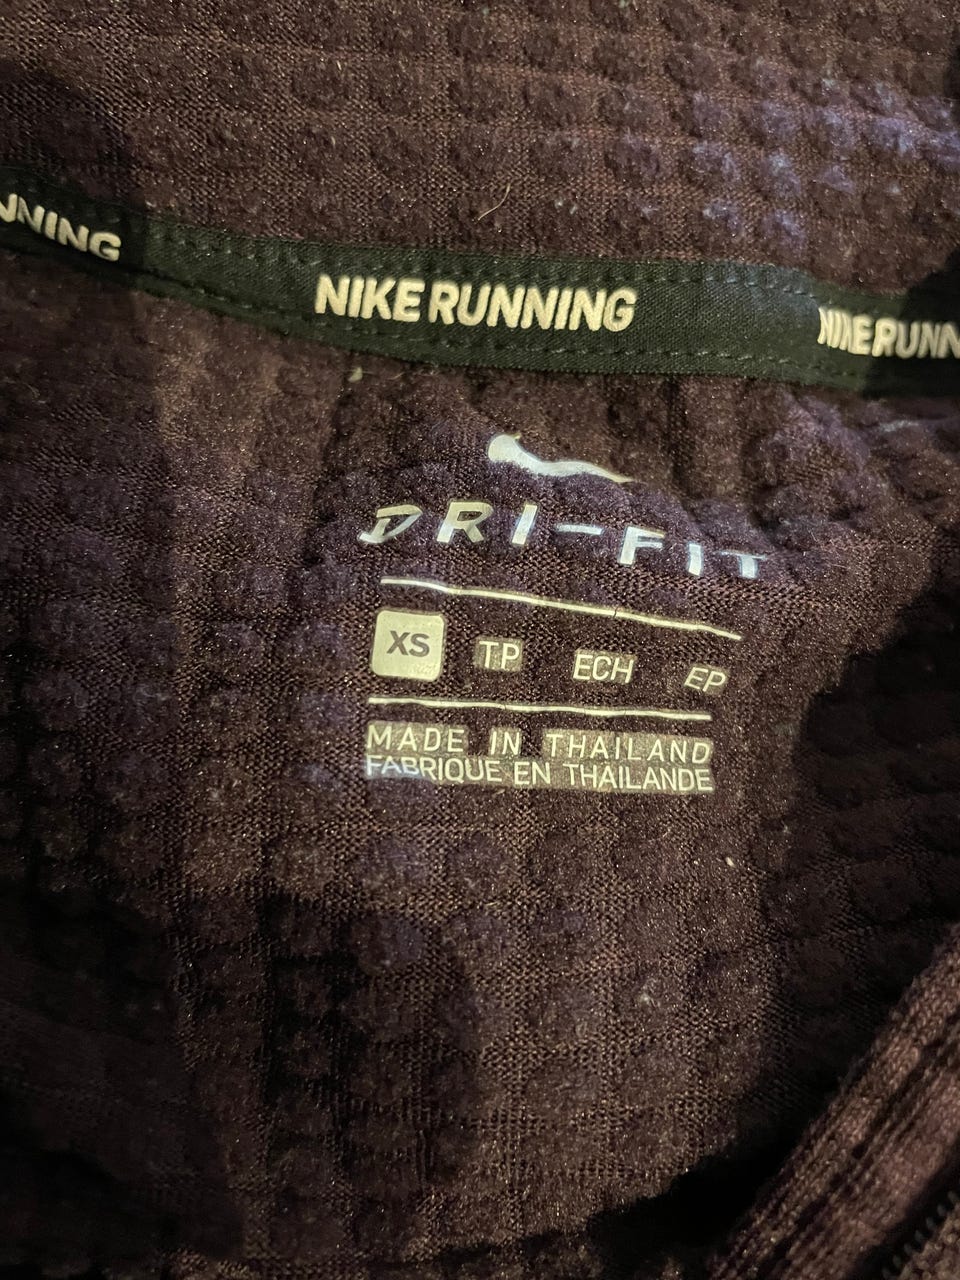 NNING NIKE RUNNING NIKE RUNN
DRI-FIT
XS TP ECH EP
MADE IN THAILAND
FABRIQUE EN THAILANDE